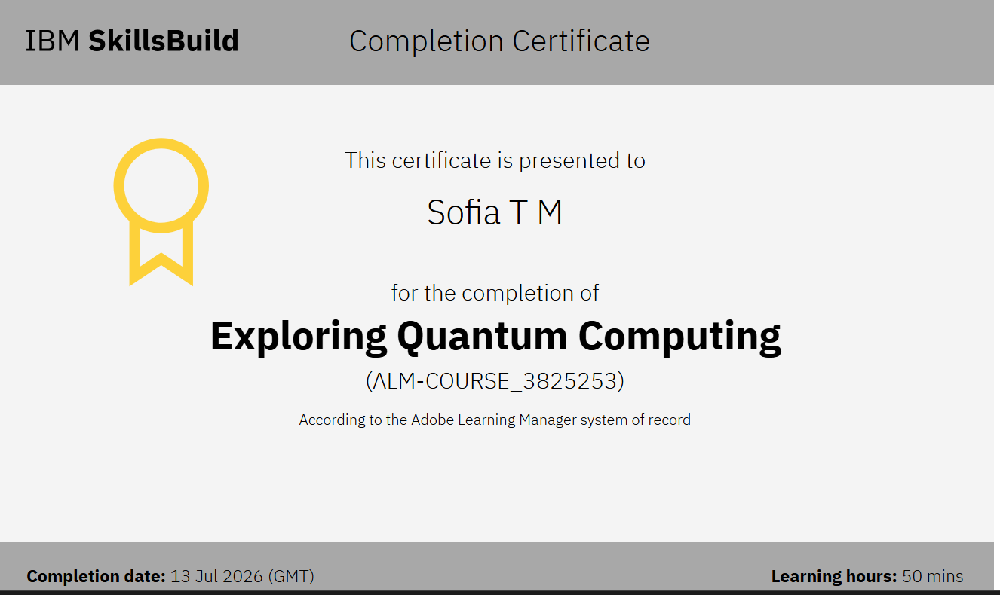 IBM SkillsBuild
Completion Certificate
This certificate is presented to
Sofia T M
for the completion of
Exploring Quantum Computing
(ALM-COURSE_3825253)
According to the Adobe Learning Manager system of record
Completion date: 13 Jul 2026 (GMT)
Learning hours: 50 mins